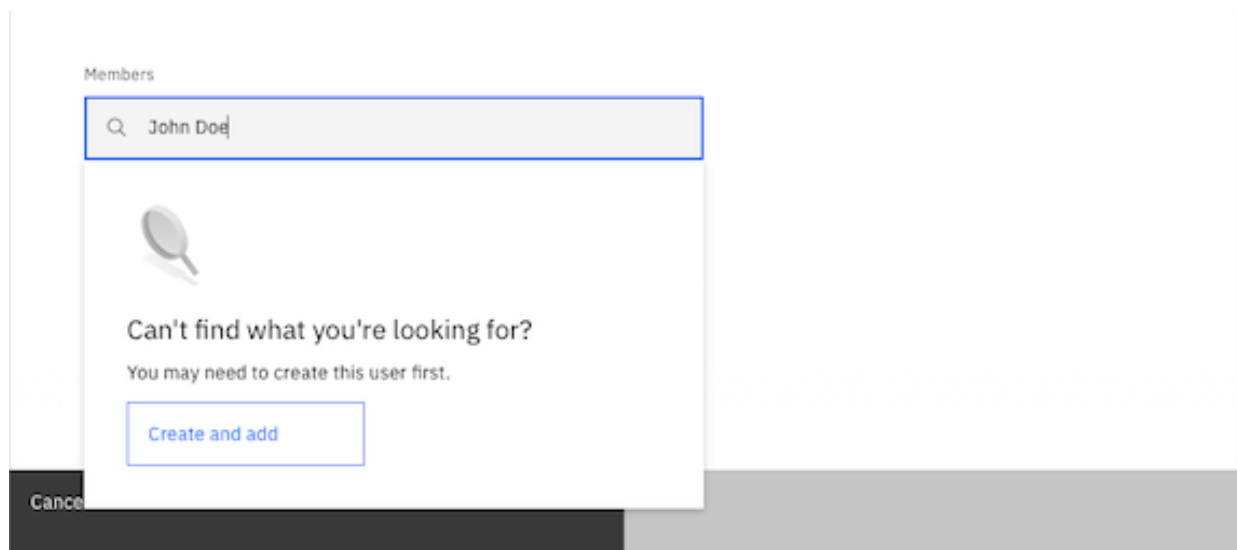 Members
John Doe
Can't find what you're looking for?
You may need to create this user first.
Create and add
Cance